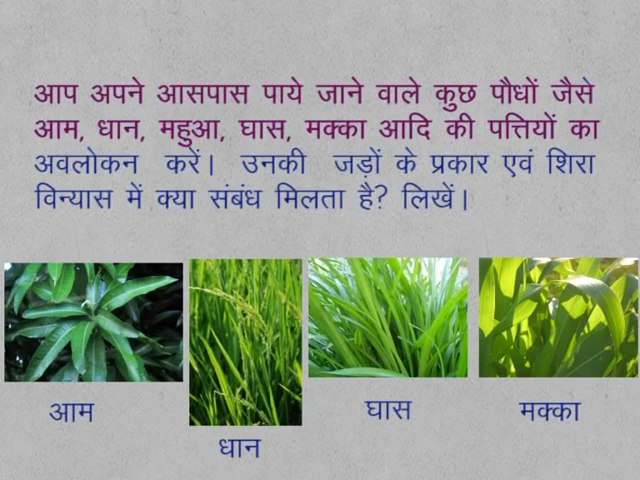 आप अपने आसपास पाये जाने वाले कुछ पौधों जैसे
आम, धान, महुआ, घास, मक्का आदि की पत्तियों का
अवलोकन करें। उनकी जड़ों के प्रकार एवं शिरा
विन्यास में क्या संबंध मिलता है? लिखें।
आम
धान
घास
मक्का